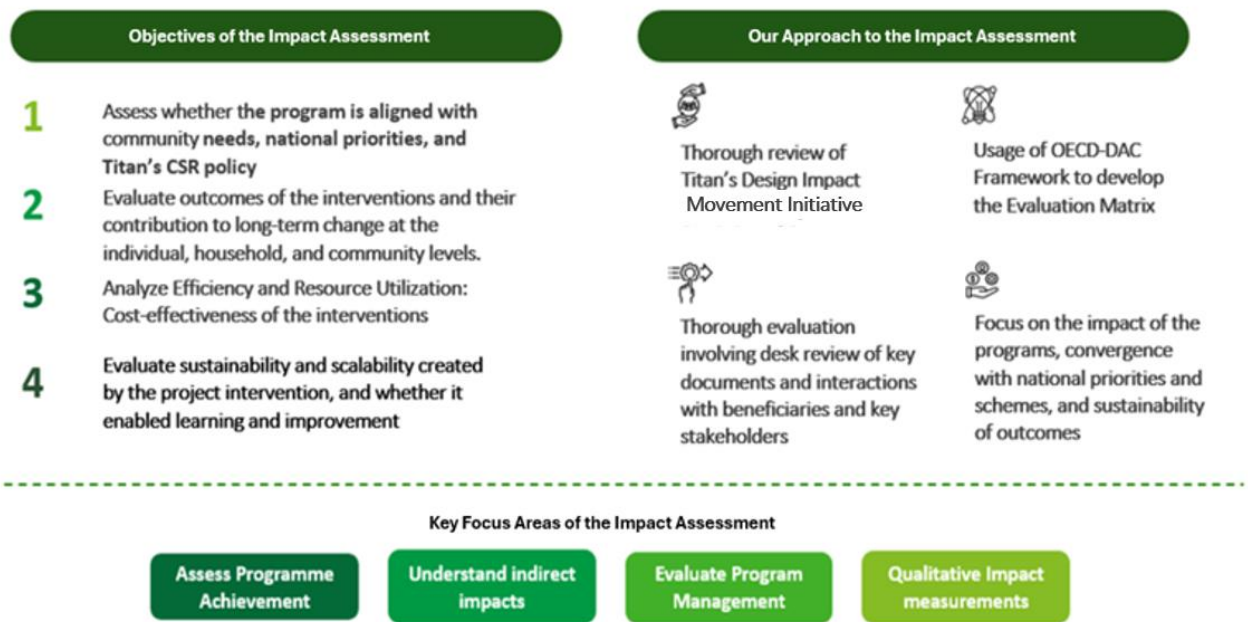 Objectives of the Impact Assessment
1
Assess whether the program is aligned with
community needs, national priorities, and
Titan's CSR policy
2
Evaluate outcomes of the interventions and their
contribution to long-term change at the
individual, household, and community levels.
3
Analyze Efficiency and Resource Utilization:
Cost-effectiveness of the interventions
4
Evaluate sustainability and scalability created
by the project intervention, and whether it
enabled learning and improvement
Our Approach to the Impact Assessment
Thorough review of
Titan's Design Impact
Movement Initiative
Usage of OECD-DAC
Framework to develop
the Evaluation Matrix
Thorough evaluation
involving desk review of key
documents and interactions
with beneficiaries and key
stakeholders
Focus on the impact of the
programs, convergence
with national priorities and
schemes, and sustainability
of outcomes
Key Focus Areas of the Impact Assessment
Assess Programme
Achievement
Understand indirect
impacts
Evaluate Program
Management
Qualitative Impact
measurements